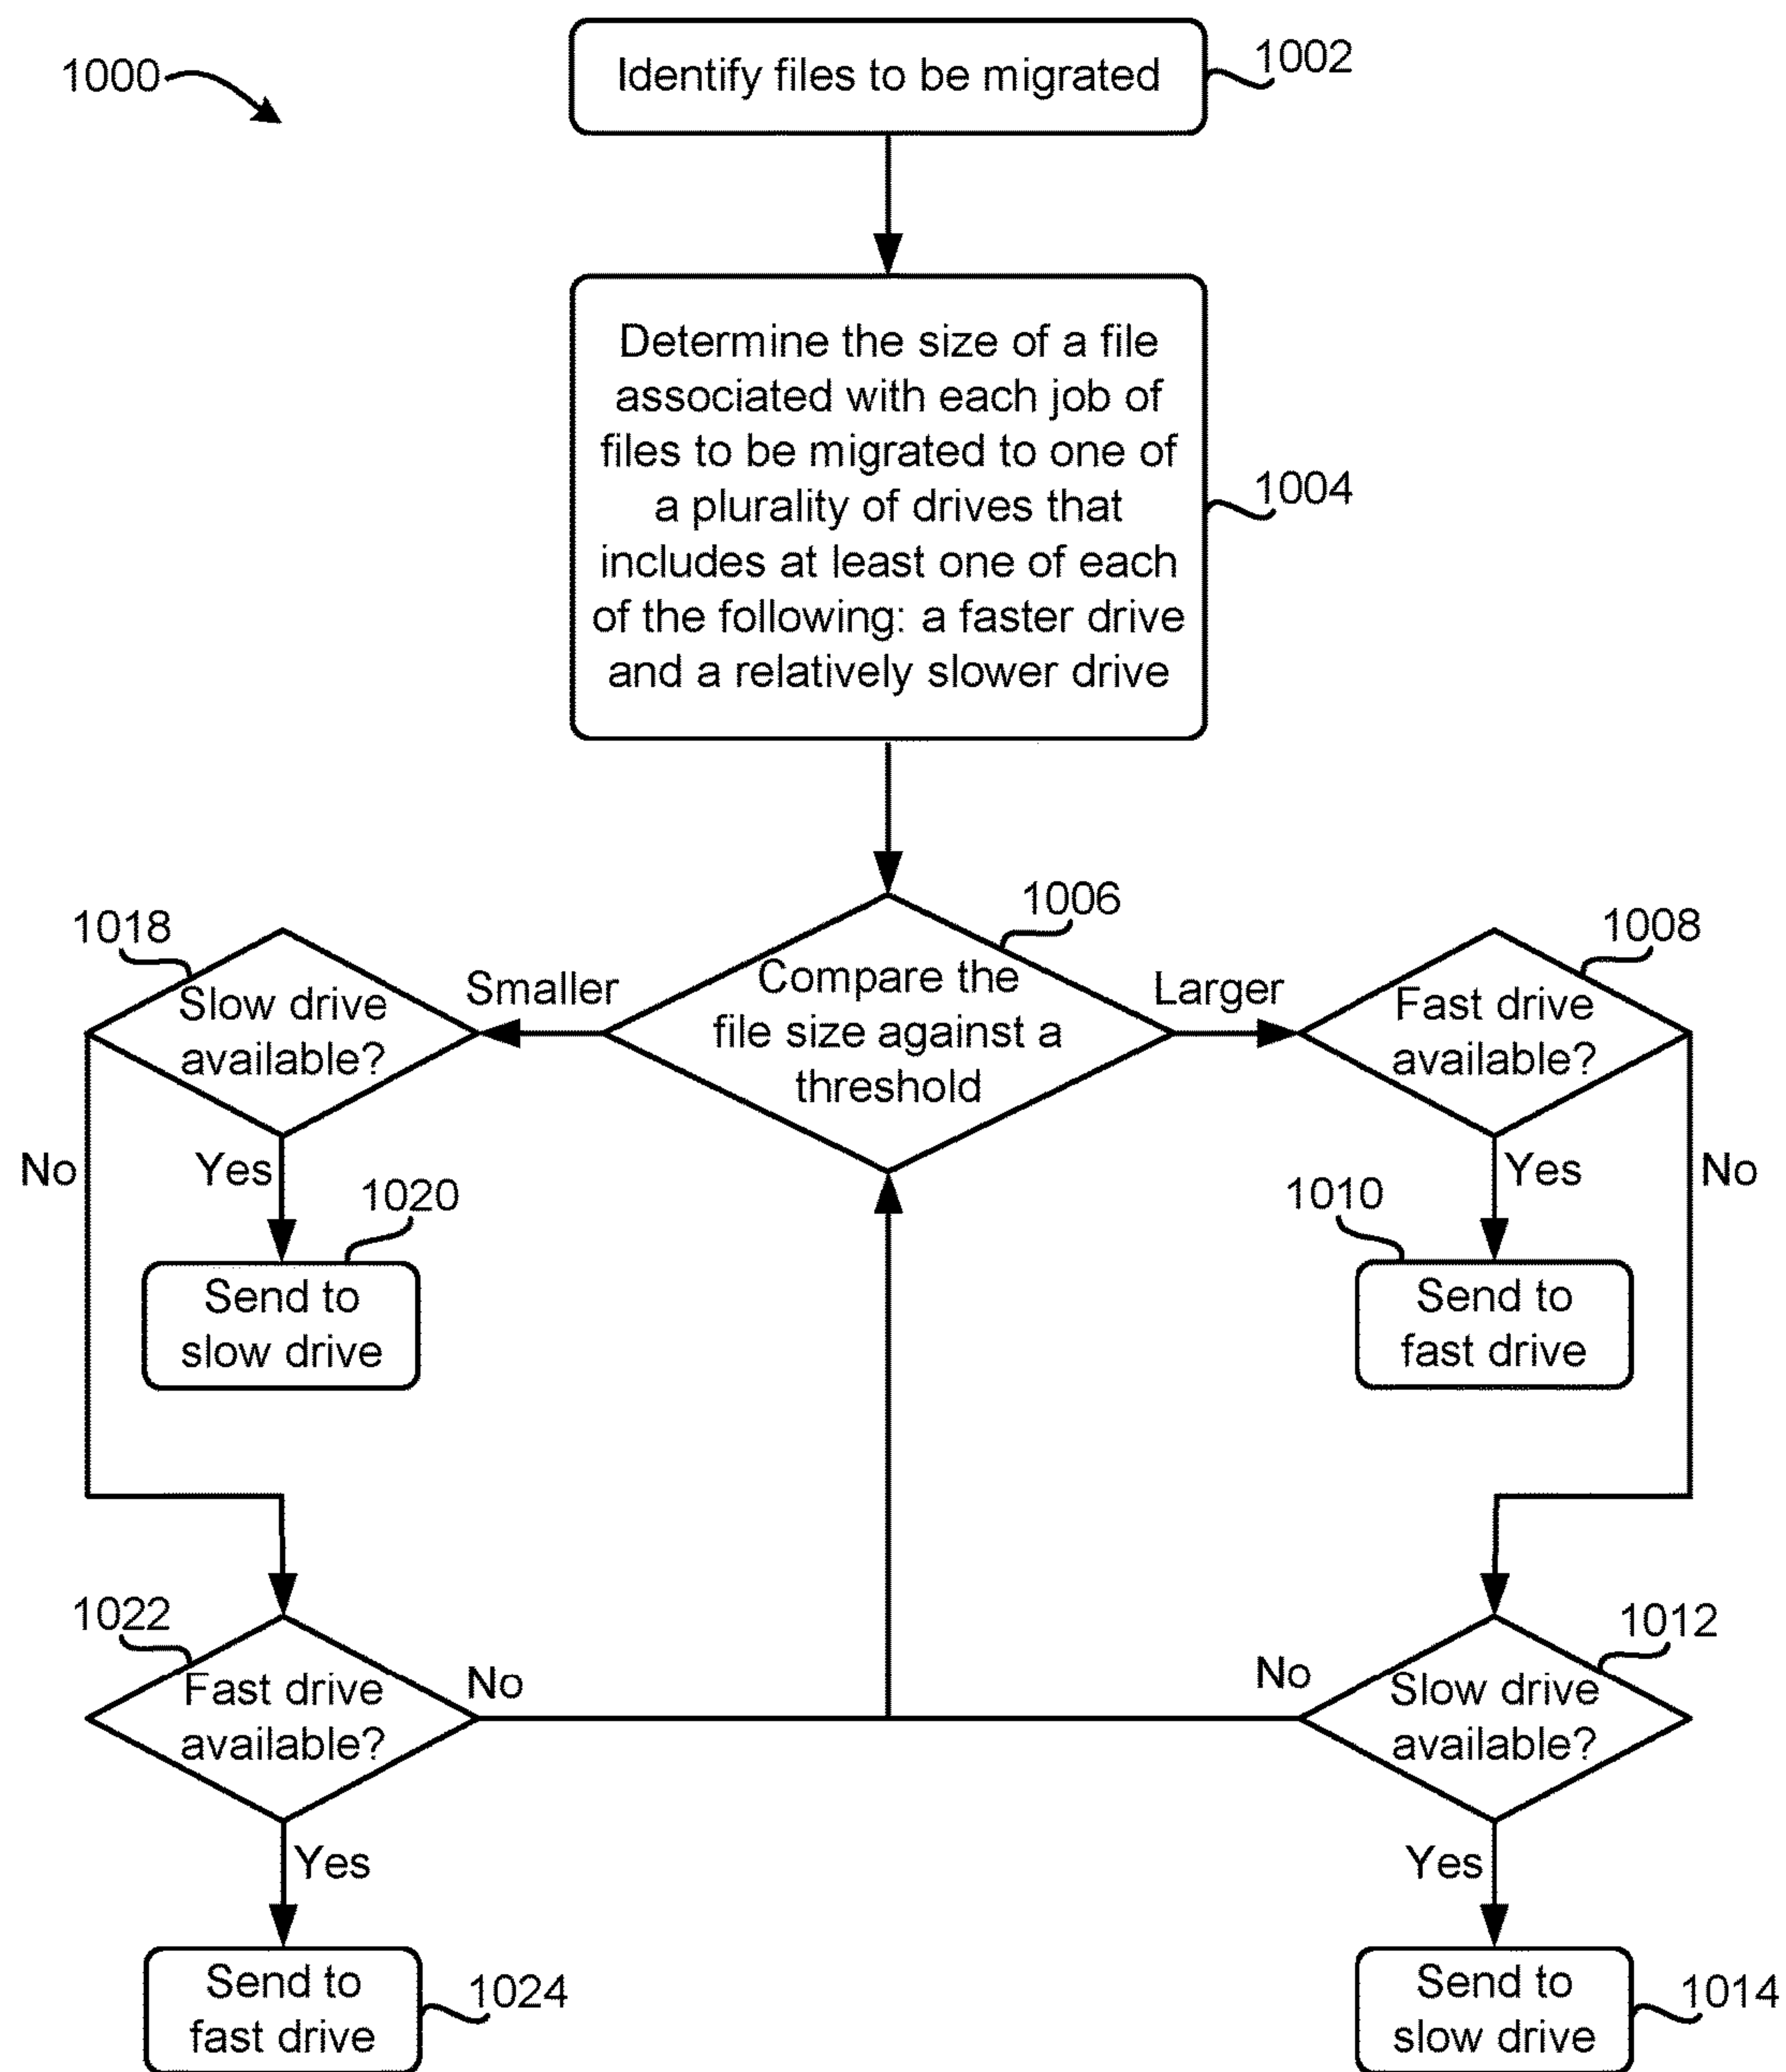 1000
Identify files to be migrated
1002
Determine the size of a file
associated with each job of
files to be migrated to one of
a plurality of drives that
includes at least one of each
of the following: a faster drive
and a relatively slower drive
1004
1006
Compare the
file size against a
threshold
Smaller
Larger
1018
Slow drive
available?
No
Yes
1020
Send to
slow drive
1008
Fast drive
available?
Yes
No
1010
Send to
fast drive
1022
Fast drive
available?
No
Yes
Send to
fast drive
1024
1012
No
Slow drive
available?
Yes
Send to
slow drive
1014